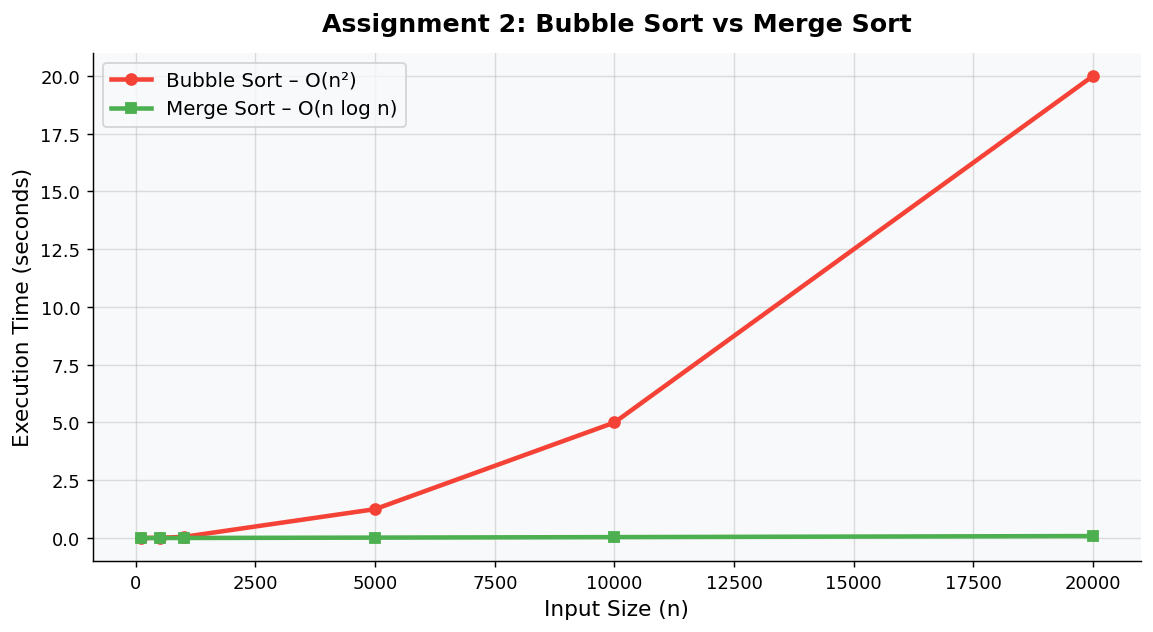 Assignment 2: Bubble Sort vs Merge Sort
Bubble Sort – O(n²)
Merge Sort – O(n log n)
Execution Time (seconds)
20.0
17.5
15.0
12.5
10.0
7.5
5.0
2.5
0.0
0 2500 5000 7500 10000 12500 15000 17500 20000
Input Size (n)